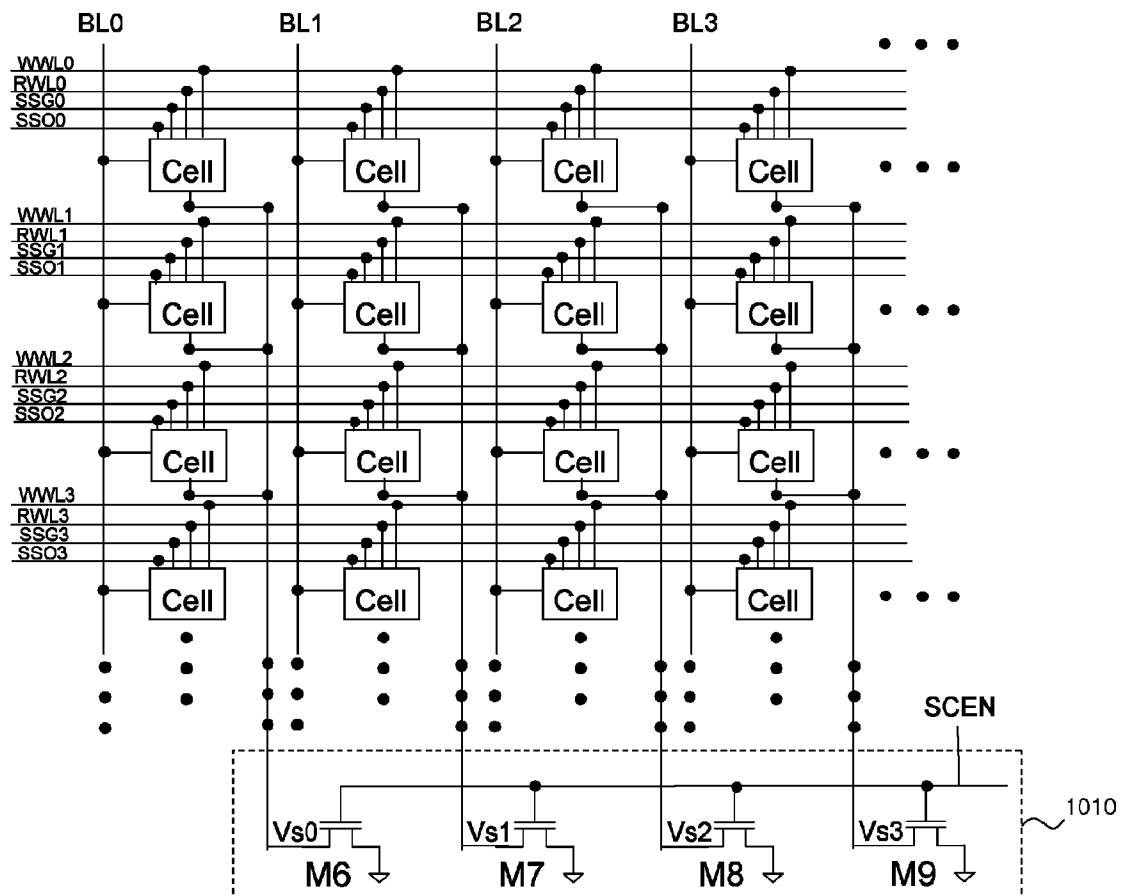 BL0 BL1 BL2 BL3
WWL0
RWL0
SSG0
SSO0
Cell Cell Cell Cell
WWL1
RWL1
SSG1
SSO1
Cell Cell Cell Cell
WWL2
RWL2
SSG2
SSO2
Cell Cell Cell Cell
WWL3
RWL3
SSG3
SSO3
Cell Cell Cell Cell
SCEN
1010
Vs0 Vs1 Vs2 Vs3
M6 M7 M8 M9